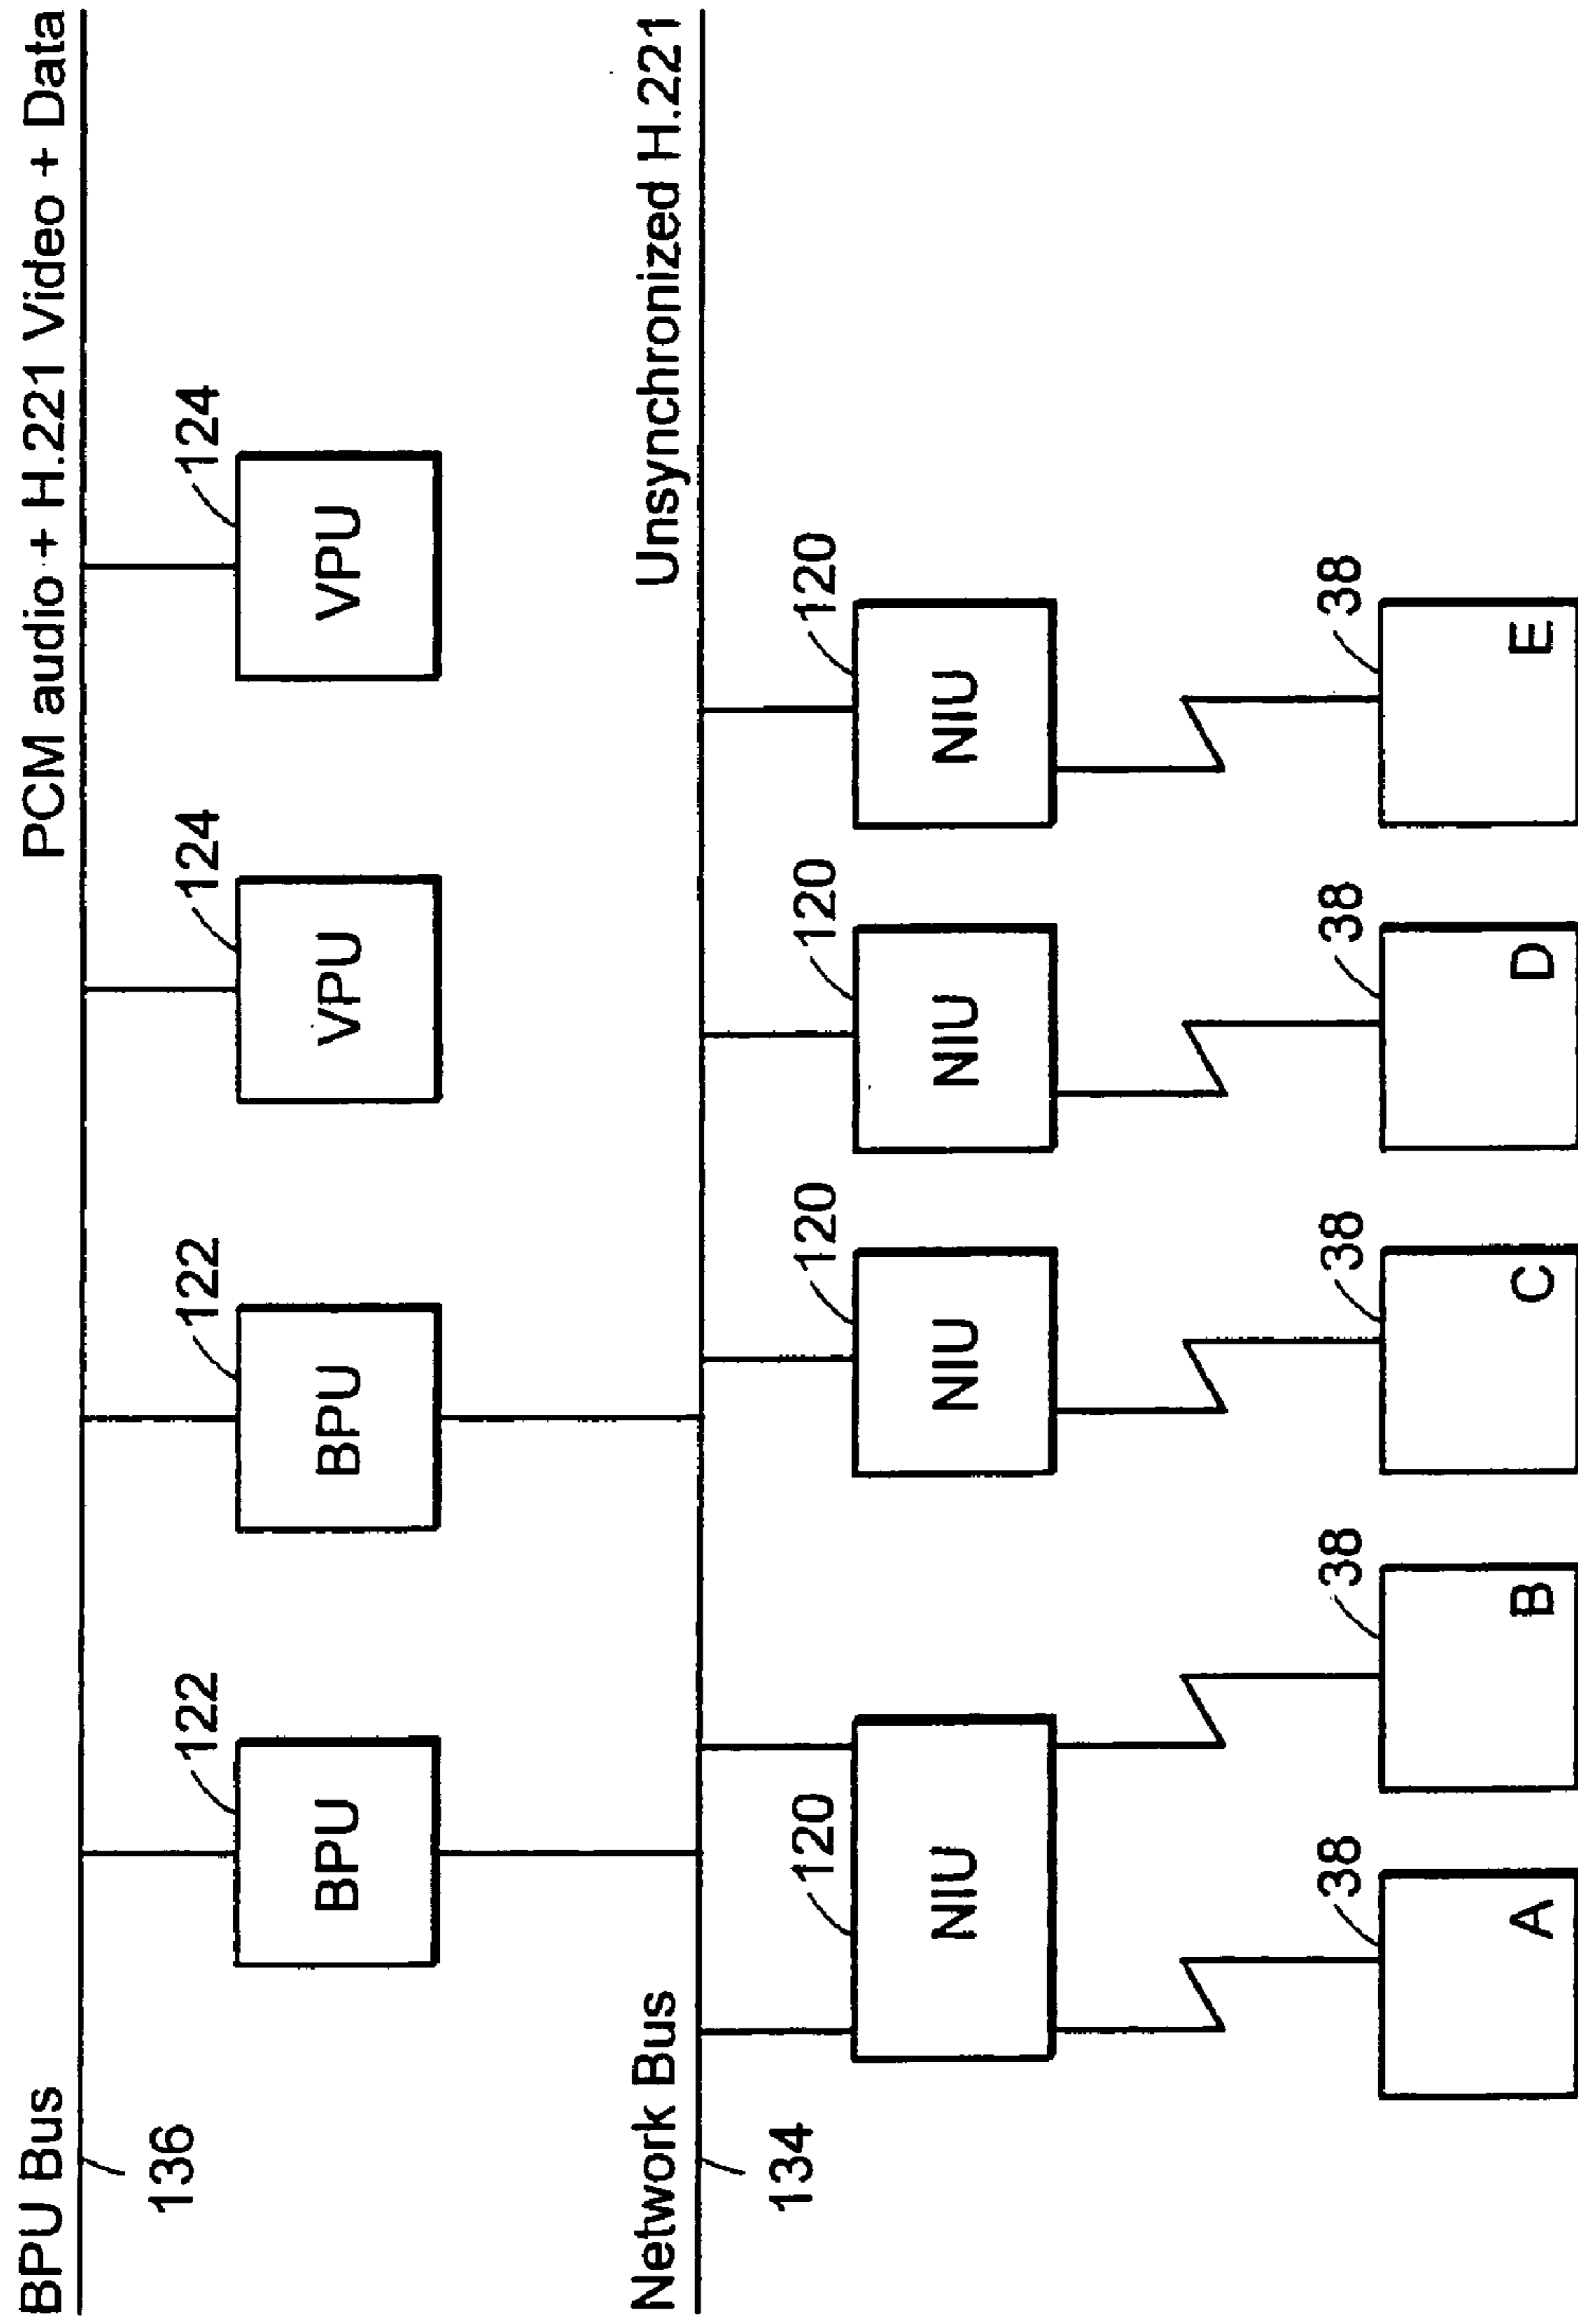 BPU Bus
PCM audio + H.221 Video + Data
136
122
122
124
124
BPU
BPU
VPU
VPU
Network Bus
Unsynchronized H.221
134
120
120
120
120
NIU
NIU
NIU
NIU
38
38
38
38
38
A
B
C
D
E